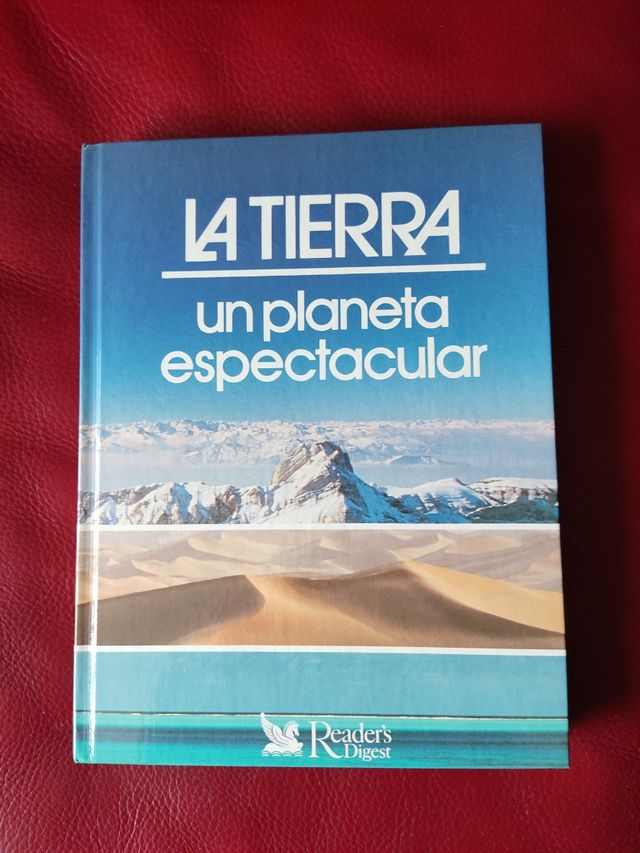 LA TIERRA
un planeta
espectacular
Reader's
Digest